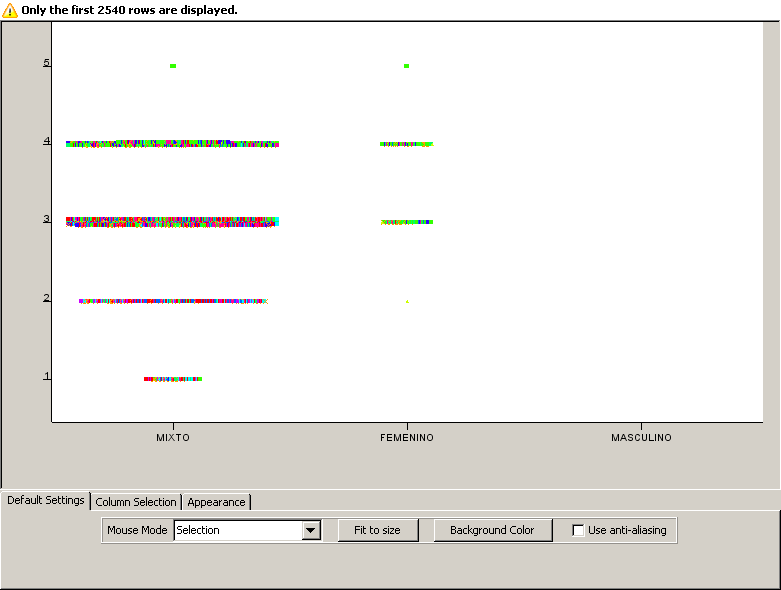 Only the first 2540 rows are displayed.
5
4
3
2
1
MIXTO FEMENINO MASCULINO
Default Settings Column Selection Appearance
Mouse Mode Selection Fit to size Background Color Use anti-aliasing